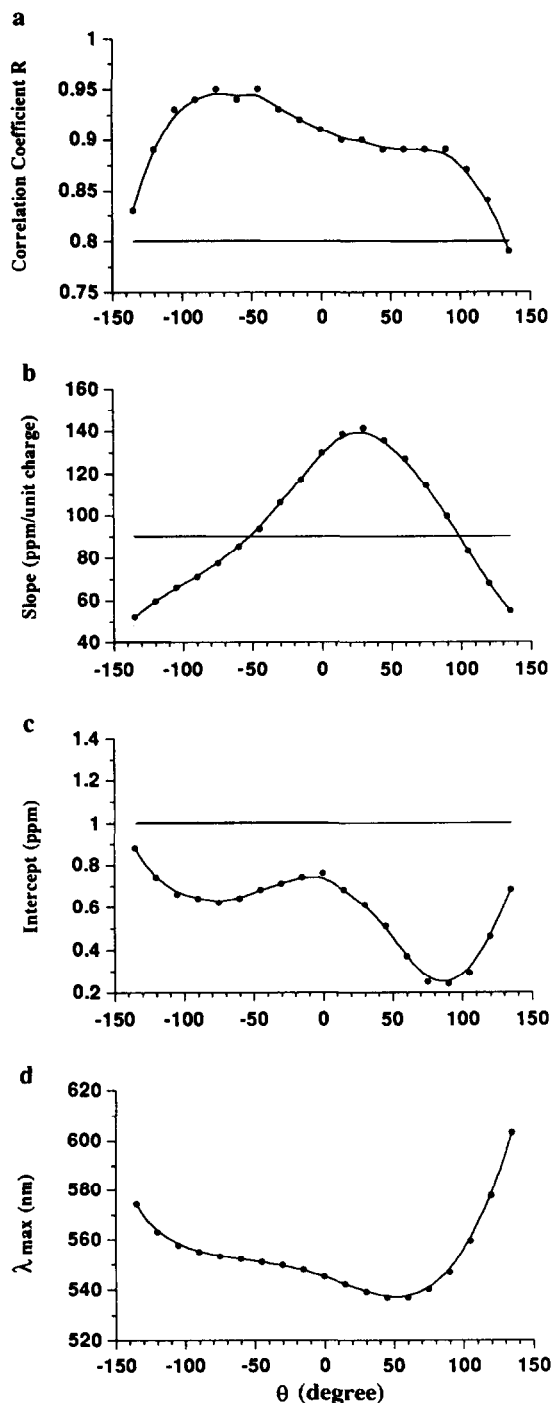 a
Correlation Coefficient R
1
0.95
0.9
0.85
0.8
0.75
-150 -100 -50 0 50 100 150
b
Slope (ppm/unit charge)
160
140
120
100
80
60
40
-150 -100 -50 0 50 100 150
c
Intercept (ppm)
1.4
1.2
1
0.8
0.6
0.4
0.2
-150 -100 -50 0 50 100 150
d
λ max (nm)
620
600
580
560
540
520
-150 -100 -50 0 50 100 150
θ (degree)